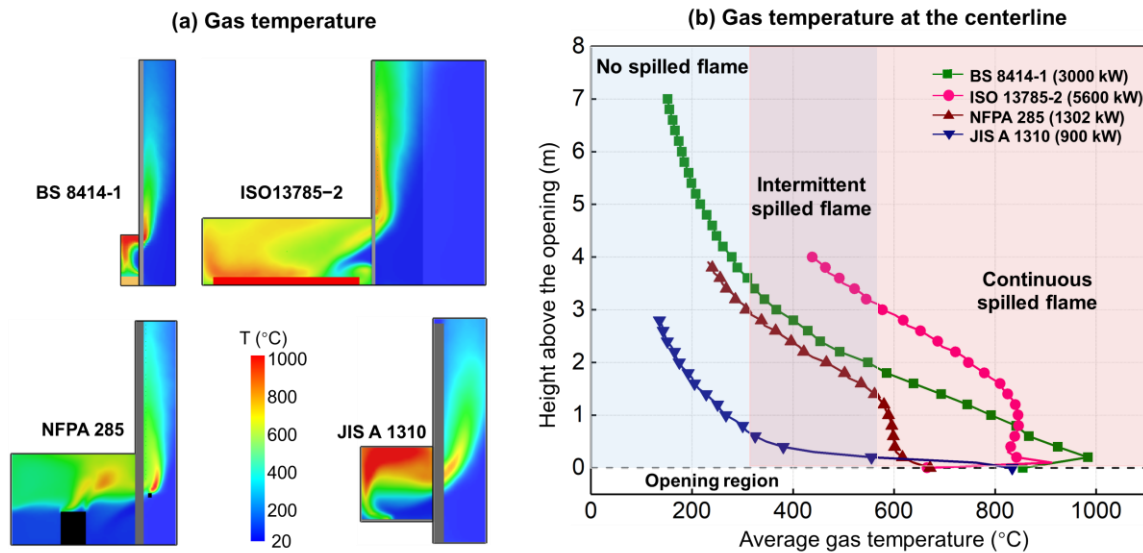 (a) Gas temperature
BS 8414-1
ISO13785−2
NFPA 285
T (°C)
1000
800
600
400
200
20
JIS A 1310
(b) Gas temperature at the centerline
Height above the opening (m)
8
7
6
5
4
3
2
1
0
No spilled flame
BS 8414-1 (3000 kW)
ISO 13785-2 (5600 kW)
NFPA 285 (1302 kW)
JIS A 1310 (900 kW)
Intermittent
spilled flame
Continuous
spilled flame
Opening region
0 200 400 600 800 1000
Average gas temperature (°C)